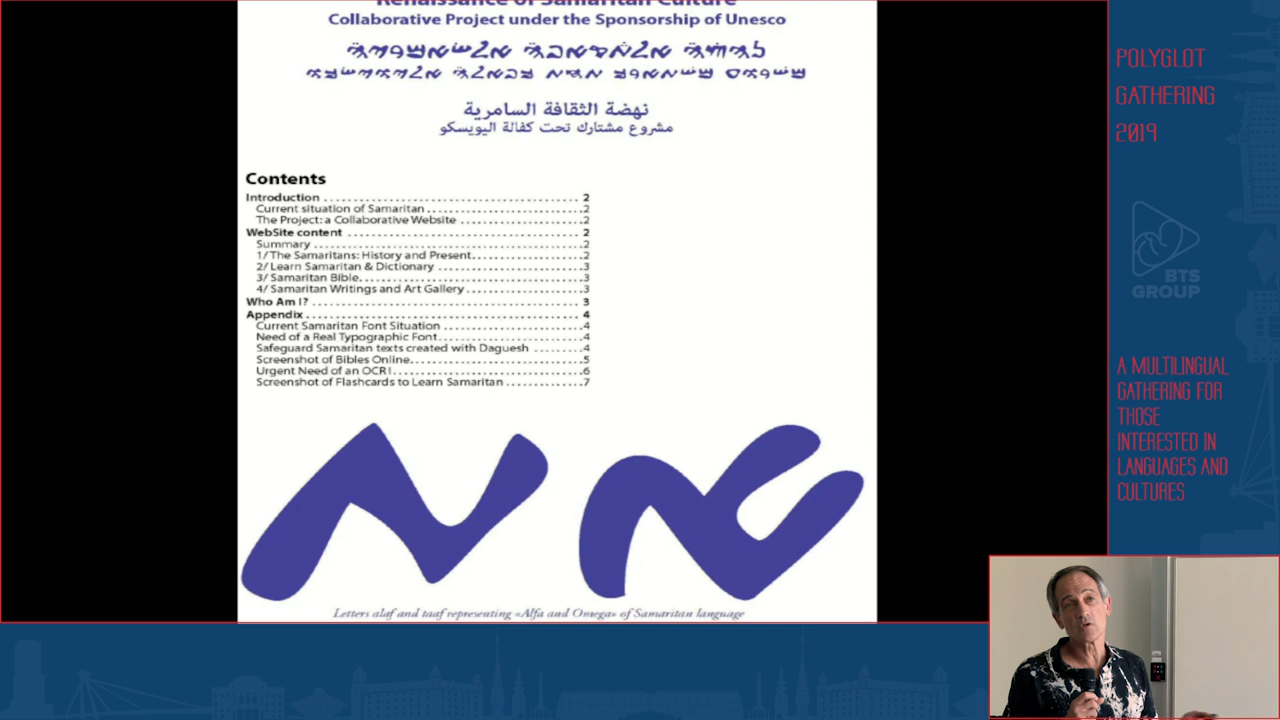 Renaissance of Samaritan Culture
Collaborative Project under the Sponsorship of Unesco
نهضة الثقافة السامرية
مشروع مشتارك تحت كفالة اليويسكو
Contents
Introduction . . . . . . . . . . . . . . . . . . . . . . . . 2
Current situation of Samaritan . . . . . . . . . . . . . . . . 2
The Project: a Collaborative Website . . . . . . . . . . . . 2
WebSite content . . . . . . . . . . . . . . . . . . . . . . 2
Summary . . . . . . . . . . . . . . . . . . . . . . . . . . 2
1/ The Samaritans: History and Present. . . . . . . . . . . 2
2/ Learn Samaritan & Dictionary . . . . . . . . . . . . . . 3
3/ Samaritan Bible. . . . . . . . . . . . . . . . . . . . . 3
4/ Samaritan Writings and Art Gallery . . . . . . . . . . . 3
Who Am I? . . . . . . . . . . . . . . . . . . . . . . . . . 3
Appendix . . . . . . . . . . . . . . . . . . . . . . . . . 4
Current Samaritan Font Situation . . . . . . . . . . . . . 4
Need of a Real Typographic Font. . . . . . . . . . . . . . 4
Safeguard Samaritan texts created with Daguesh . . . . . . 4
Screenshot of Bibles Online. . . . . . . . . . . . . . . . 5
Urgent Need of an OCR! . . . . . . . . . . . . . . . . . . 6
Screenshot of Flashcards to Learn Samaritan . . . . . . . . 7
Letters alaf and taaf representing «Alfa and Omega» of Samaritan language
POLYGLOT
GATHERING
2019
BTS
GROUP
A MULTILINGUAL
GATHERING FOR
THOSE
INTERESTED IN
LANGUAGES AND
CULTURES